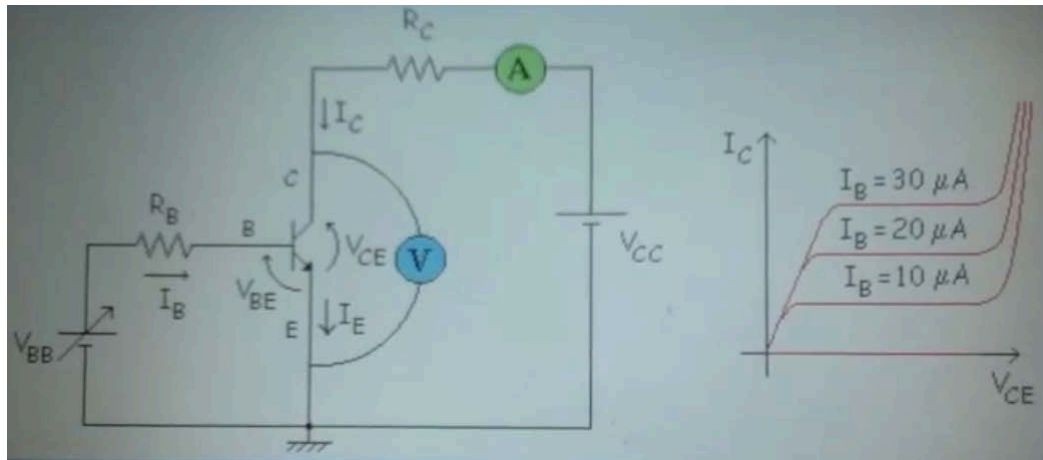 R_C
A
I_C
C
R_B
B
V_CE
V
V_CC
I_B
V_BE
E
I_E
V_BB
I_C
I_B = 30 μA
I_B = 20 μA
I_B = 10 μA
V_CE